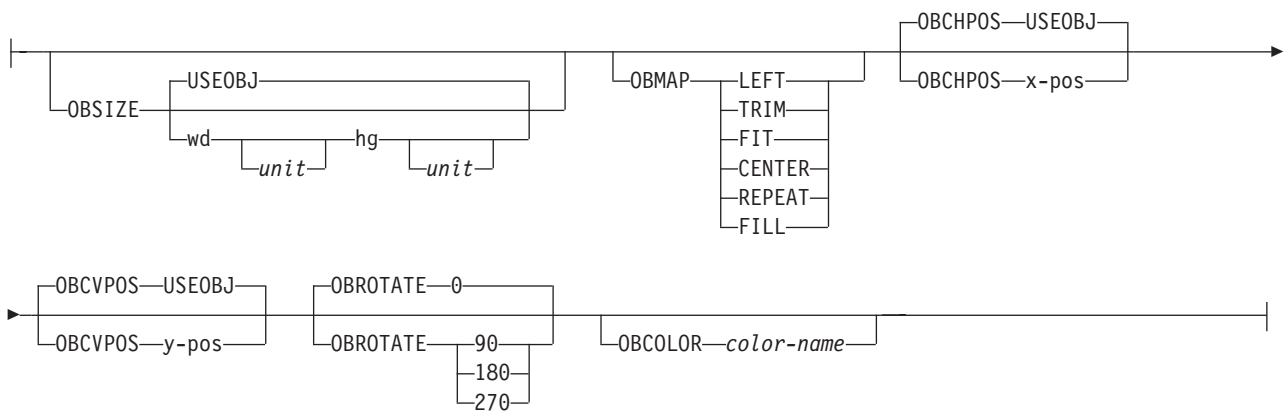 OBCHPOS USEOBJ
OBCHPOS x-pos
USEOBJ
OBSIZE
wd unit hg unit
OBMAP LEFT
TRIM
FIT
CENTER
REPEAT
FILL
OBCVPOS USEOBJ
OBCVPOS y-pos
OBROTATE 0
OBROTATE 90
180
270
OBCOLOR color-name